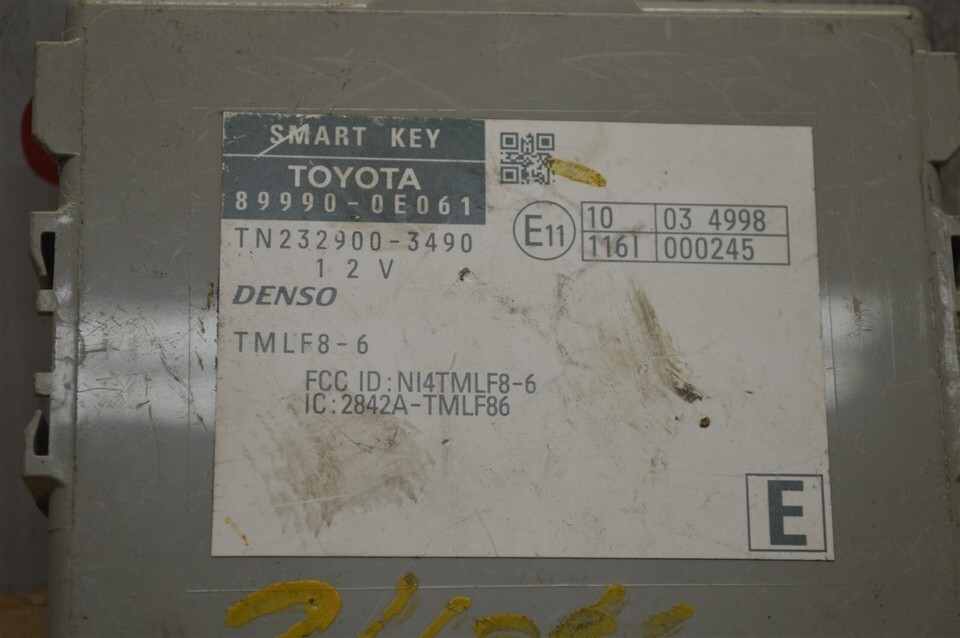 SMART KEY
TOYOTA
89990-0E061
TN232900-3490
12V
DENSO
TMLF8-6
FCC ID:NI4TMLF8-6
IC:2842A-TMLF86
E11
10 03 4998
116I 000245
E